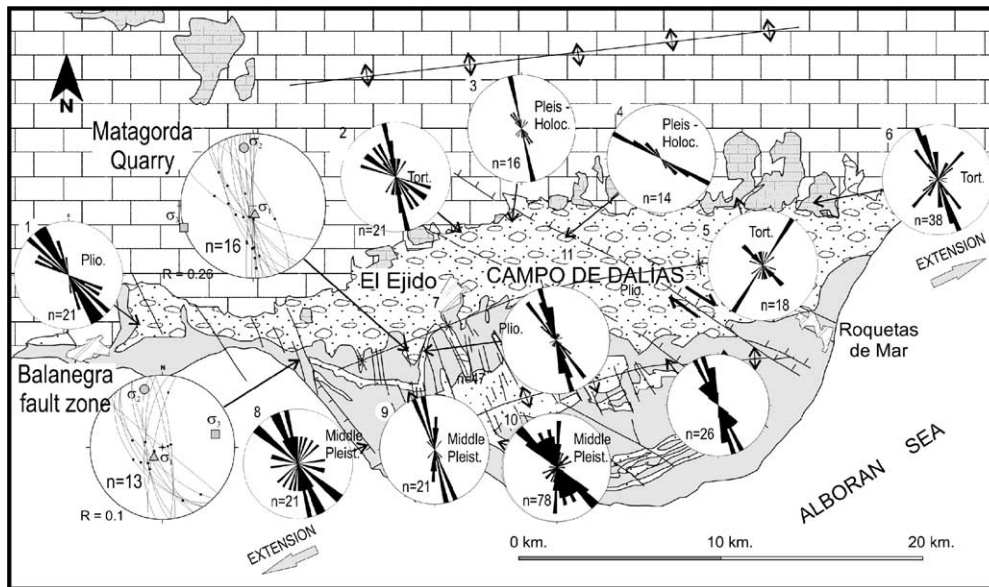 N
Matagorda
Quarry
σ2
σ1
σ3
n=16
R = 0.26
1
Plio.
n=21
2
Tort.
n=21
3
Pleis -
Holoc.
n=16
4
Pleis -
Holoc.
n=14
5
Tort.
n=18
6
Tort.
n=38
EXTENSION
El Ejido
11
CAMPO DE DALÍAS
Plio.
7
Plio.
n=47
Roquetas
de Mar
Balanegra
fault zone
N
σ2
σ3
σ
n=13
R = 0.1
8
Middle
Pleist.
n=21
9
Middle
Pleist.
n=21
10
Middle
Pleist.
n=78
n=26
ALBORAN SEA
EXTENSION
0 km.
10 km.
20 km.